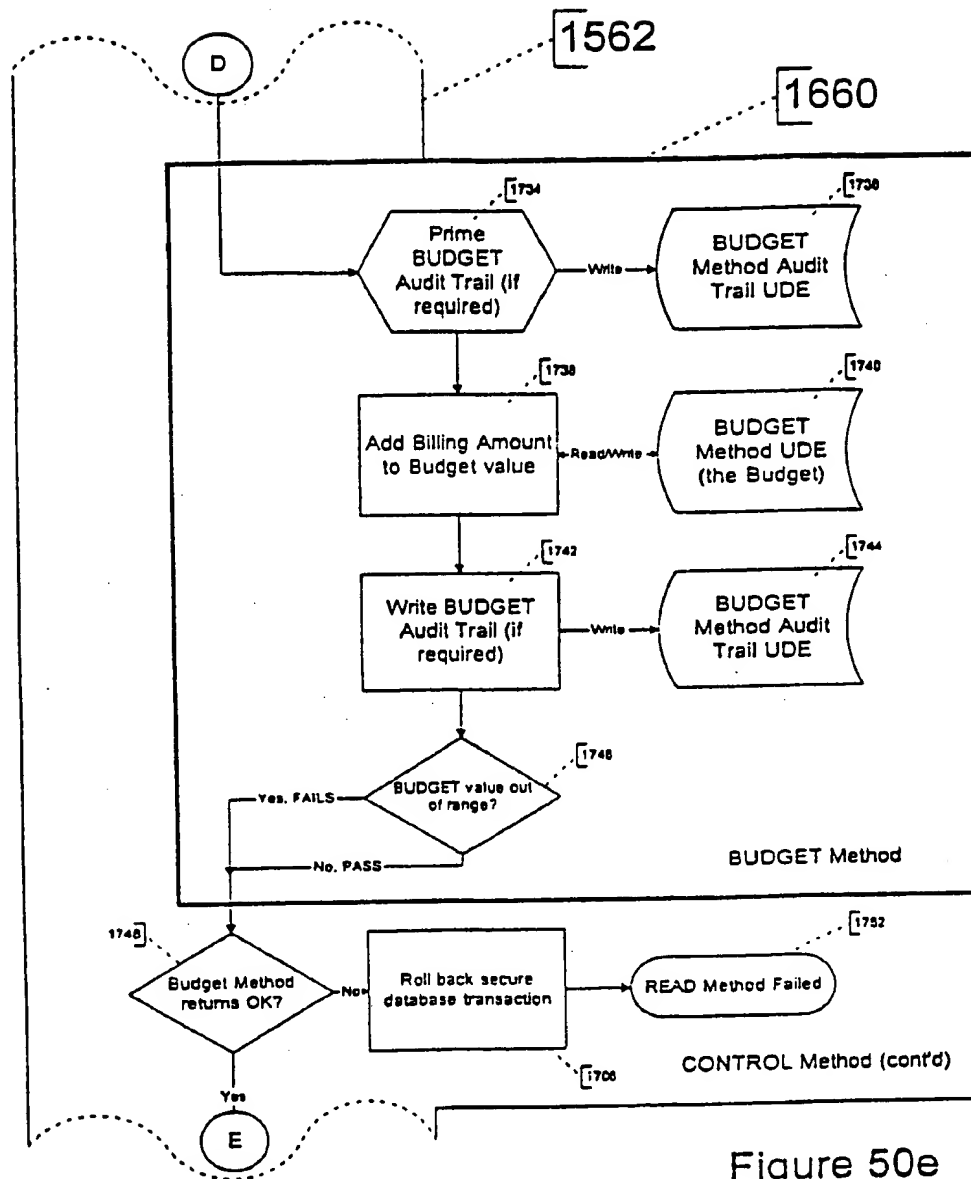 D
1562
1660
1734
Prime
BUDGET
Audit Trail (if
required)
Write
1736
BUDGET
Method Audit
Trail UDE
1738
Add Billing Amount
to Budget value
Read/Write
1740
BUDGET
Method UDE
(the Budget)
1742
Write BUDGET
Audit Trail (if
required)
Write
1744
BUDGET
Method Audit
Trail UDE
1746
BUDGET value out
of range?
Yes, FAILS
No, PASS
BUDGET Method
1748
Budget Method
returns OK?
No
Roll back secure
database transaction
1752
READ Method Failed
CONTROL Method (cont'd)
Yes
E
Figure 50e